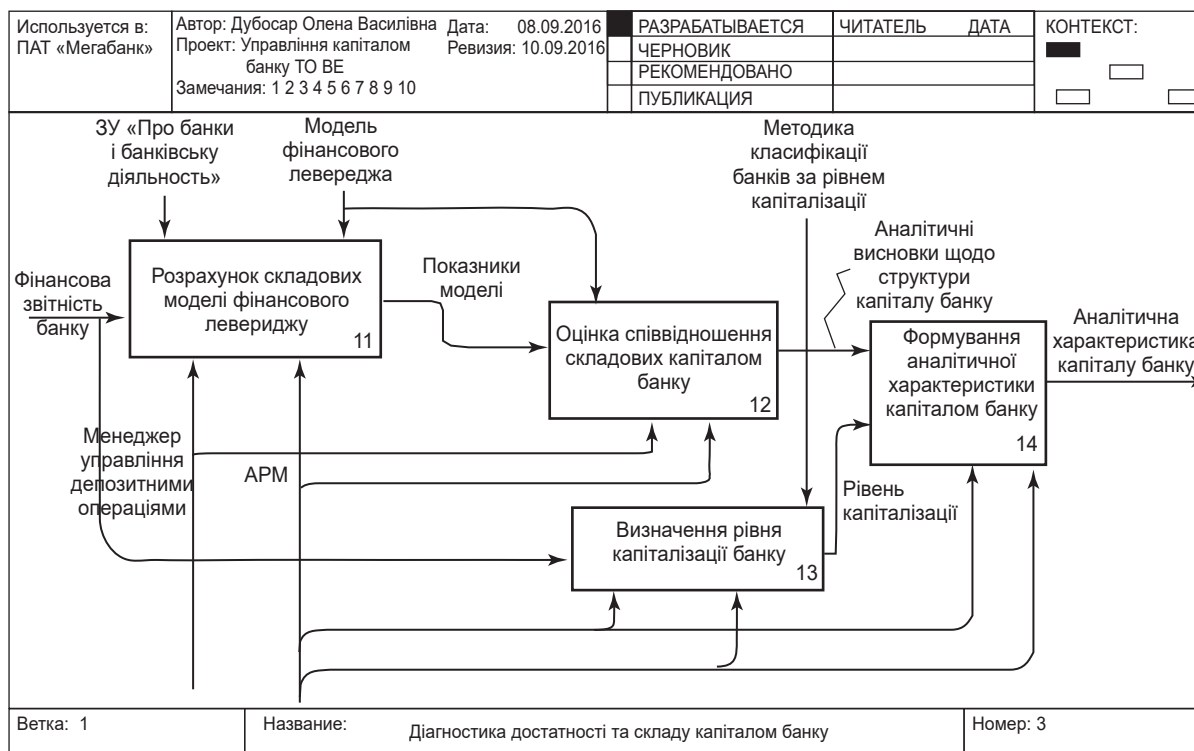 Используется в:
ПАТ «Мегабанк»
Автор: Дубосар Олена Василівна
Проект: Управління капіталом
банку TO BE
Замечания: 1 2 3 4 5 6 7 8 9 10
Дата: 08.09.2016
Ревизия: 10.09.2016
РАЗРАБАТЫВАЕТСЯ
ЧЕРНОВИК
РЕКОМЕНДОВАНО
ПУБЛИКАЦИЯ
ЧИТАТЕЛЬ ДАТА
КОНТЕКСТ:
ЗУ «Про банки
і банківську
діяльность»
Модель
фінансового
левереджа
Методика
класифікації
банків за рівнем
капіталізації
Аналітичні
висновки щодо
структури
капіталу банку
Фінансова
звітність
банку
Розрахунок складових
моделі фінансового
левериджу
11
Показники
моделі
Оцінка співвідношення
складових капіталом
банку
12
Формування
аналітичної
характеристики
капіталом банку
14
Аналітична
характеристика
капіталу банку
Менеджер
управління
депозитними
операціями
АРМ
Рівень
капіталізації
Визначення рівня
капіталізації банку
13
Ветка: 1
Название:
Діагностика достатності та складу капіталом банку
Номер: 3